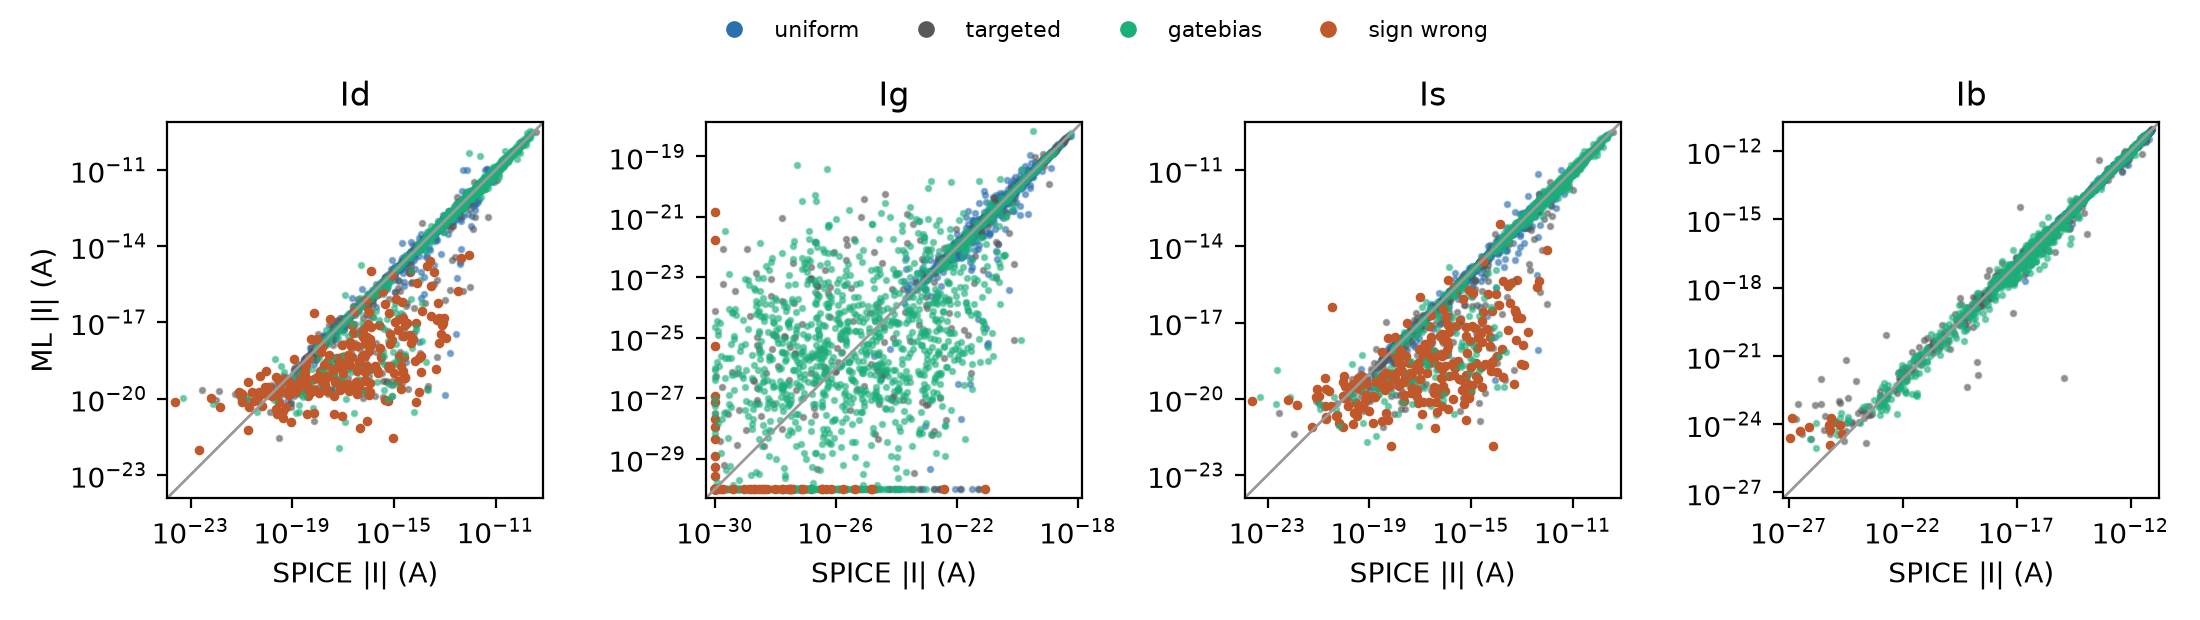 uniform targeted gatebias sign wrong
Id Ig Is Ib
ML |I| (A)
10⁻¹¹
10⁻¹⁴
10⁻¹⁷
10⁻²⁰
10⁻²³
10⁻²³ 10⁻¹⁹ 10⁻¹⁵ 10⁻¹¹
SPICE |I| (A)
10⁻¹⁹
10⁻²¹
10⁻²³
10⁻²⁵
10⁻²⁷
10⁻²⁹
10⁻³⁰ 10⁻²⁶ 10⁻²² 10⁻¹⁸
SPICE |I| (A)
10⁻¹¹
10⁻¹⁴
10⁻¹⁷
10⁻²⁰
10⁻²³
10⁻²³ 10⁻¹⁹ 10⁻¹⁵ 10⁻¹¹
SPICE |I| (A)
10⁻¹²
10⁻¹⁵
10⁻¹⁸
10⁻²¹
10⁻²⁴
10⁻²⁷
10⁻²⁷ 10⁻²² 10⁻¹⁷ 10⁻¹²
SPICE |I| (A)